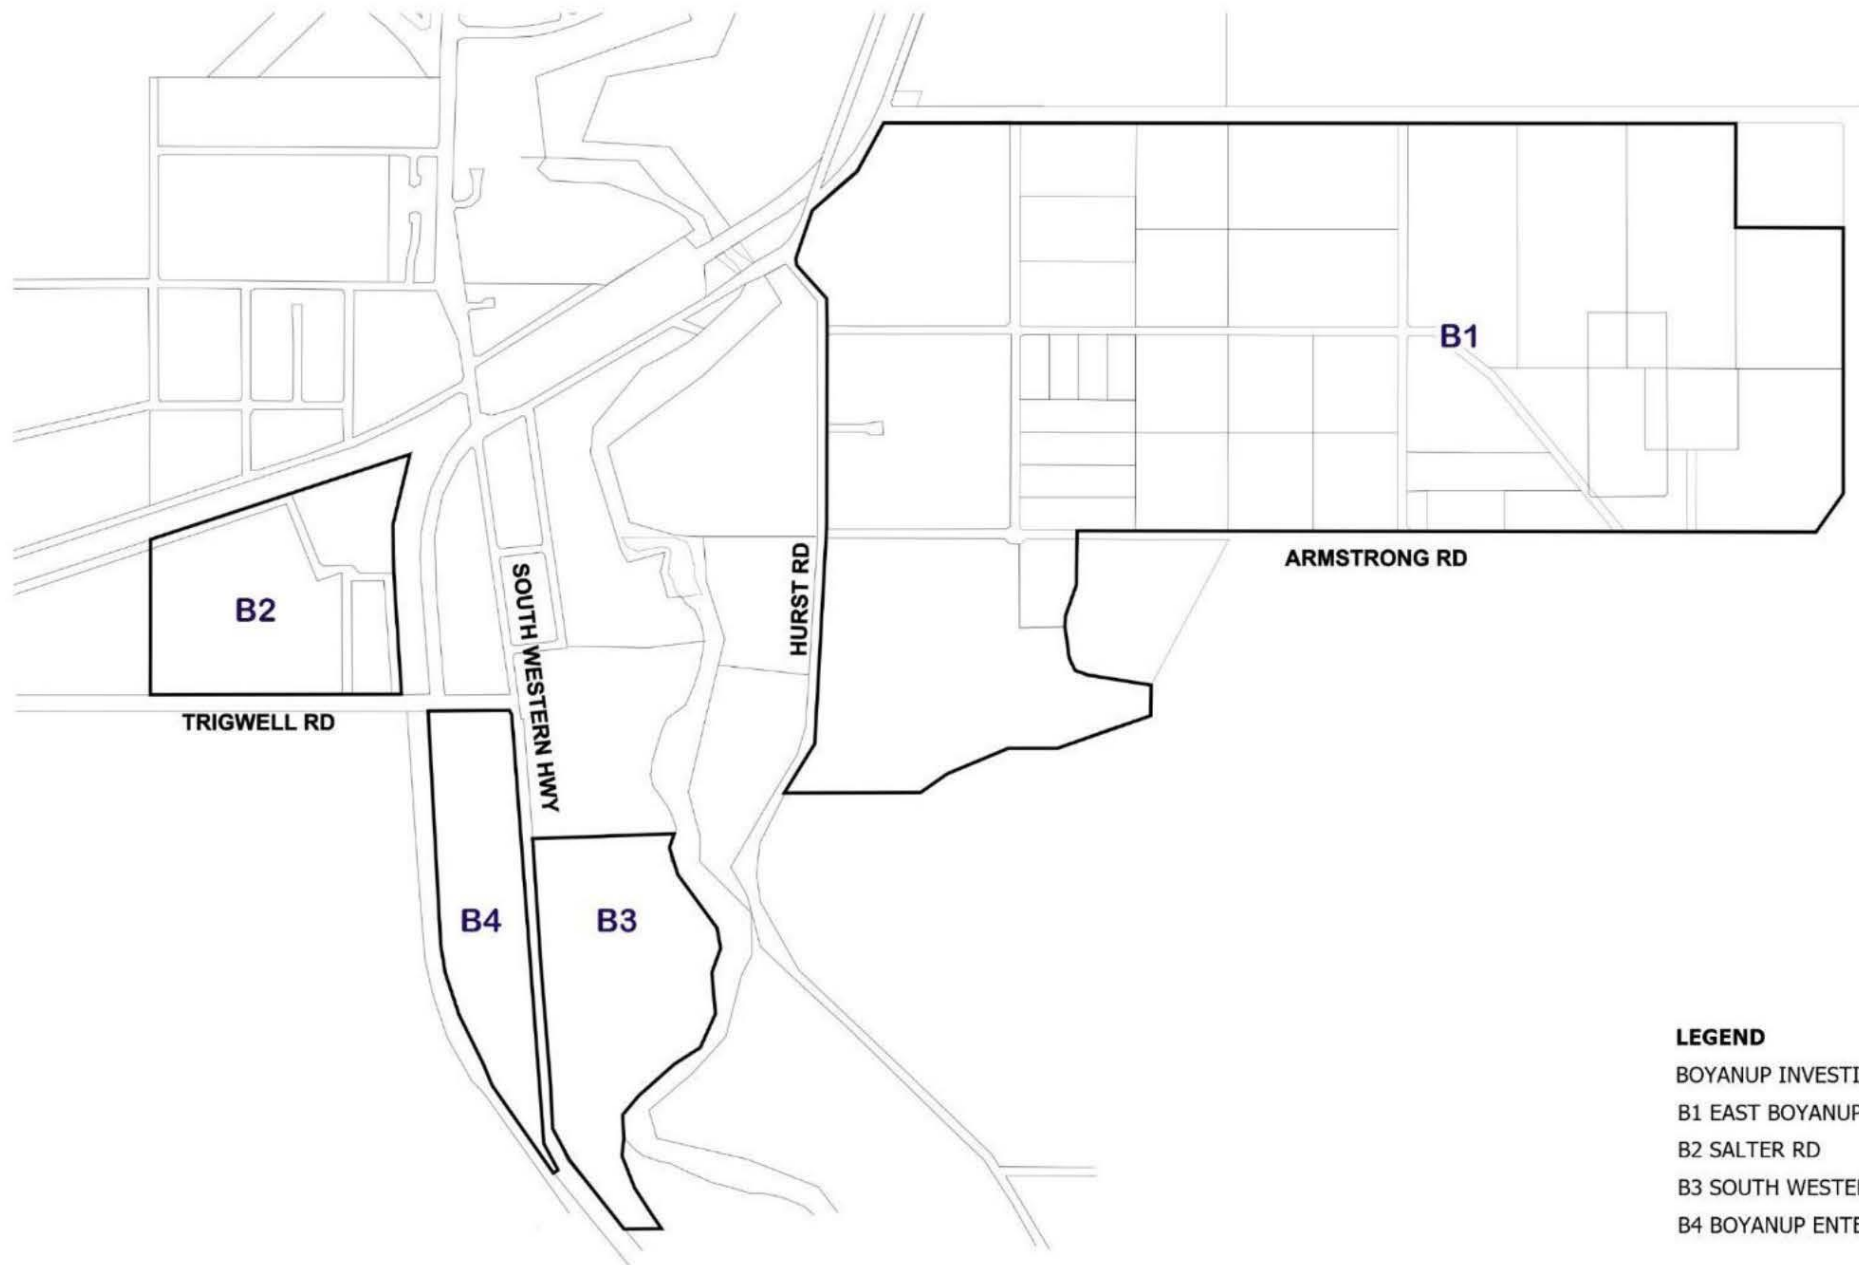 B1
ARMSTRONG RD
HURST RD
SOUTH WESTERN HWY
B2
TRIGWELL RD
B4
B3
LEGEND
BOYANUP INVESTI
B1 EAST BOYANUP
B2 SALTER RD
B3 SOUTH WESTE
B4 BOYANUP ENTE